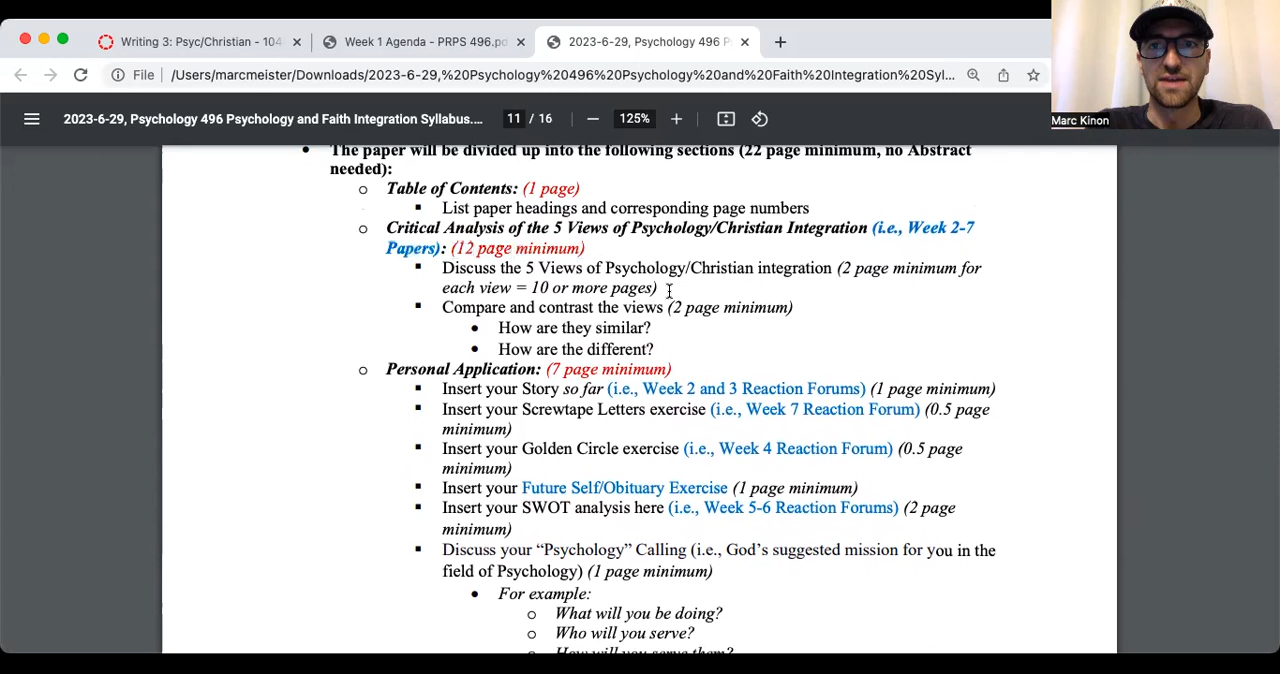 Writing 3: Psyc/Christian - 104
Week 1 Agenda - PRPS 496.po
2023-6-29, Psychology 496 P
File
/Users/marcmeister/Downloads/2023-6-29,%20Psychology%20496%20Psychology%20and%20Faith%20Integration%20Syl...
2023-6-29, Psychology 496 Psychology and Faith Integration Syllabus....
11 / 16
125%
Marc Kinon
The paper will be divided up into the following sections (22 page minimum, no Abstract
needed):
Table of Contents: (1 page)
List paper headings and corresponding page numbers
Critical Analysis of the 5 Views of Psychology/Christian Integration (i.e., Week 2-7
Papers): (12 page minimum)
Discuss the 5 Views of Psychology/Christian integration (2 page minimum for
each view = 10 or more pages)
Compare and contrast the views (2 page minimum)
How are they similar?
How are the different?
Personal Application: (7 page minimum)
Insert your Story so far (i.e., Week 2 and 3 Reaction Forums) (1 page minimum)
Insert your Screwtape Letters exercise (i.e., Week 7 Reaction Forum) (0.5 page
minimum)
Insert your Golden Circle exercise (i.e., Week 4 Reaction Forum) (0.5 page
minimum)
Insert your Future Self/Obituary Exercise (1 page minimum)
Insert your SWOT analysis here (i.e., Week 5-6 Reaction Forums) (2 page
minimum)
Discuss your “Psychology” Calling (i.e., God’s suggested mission for you in the
field of Psychology) (1 page minimum)
For example:
What will you be doing?
Who will you serve?
How will you serve them?